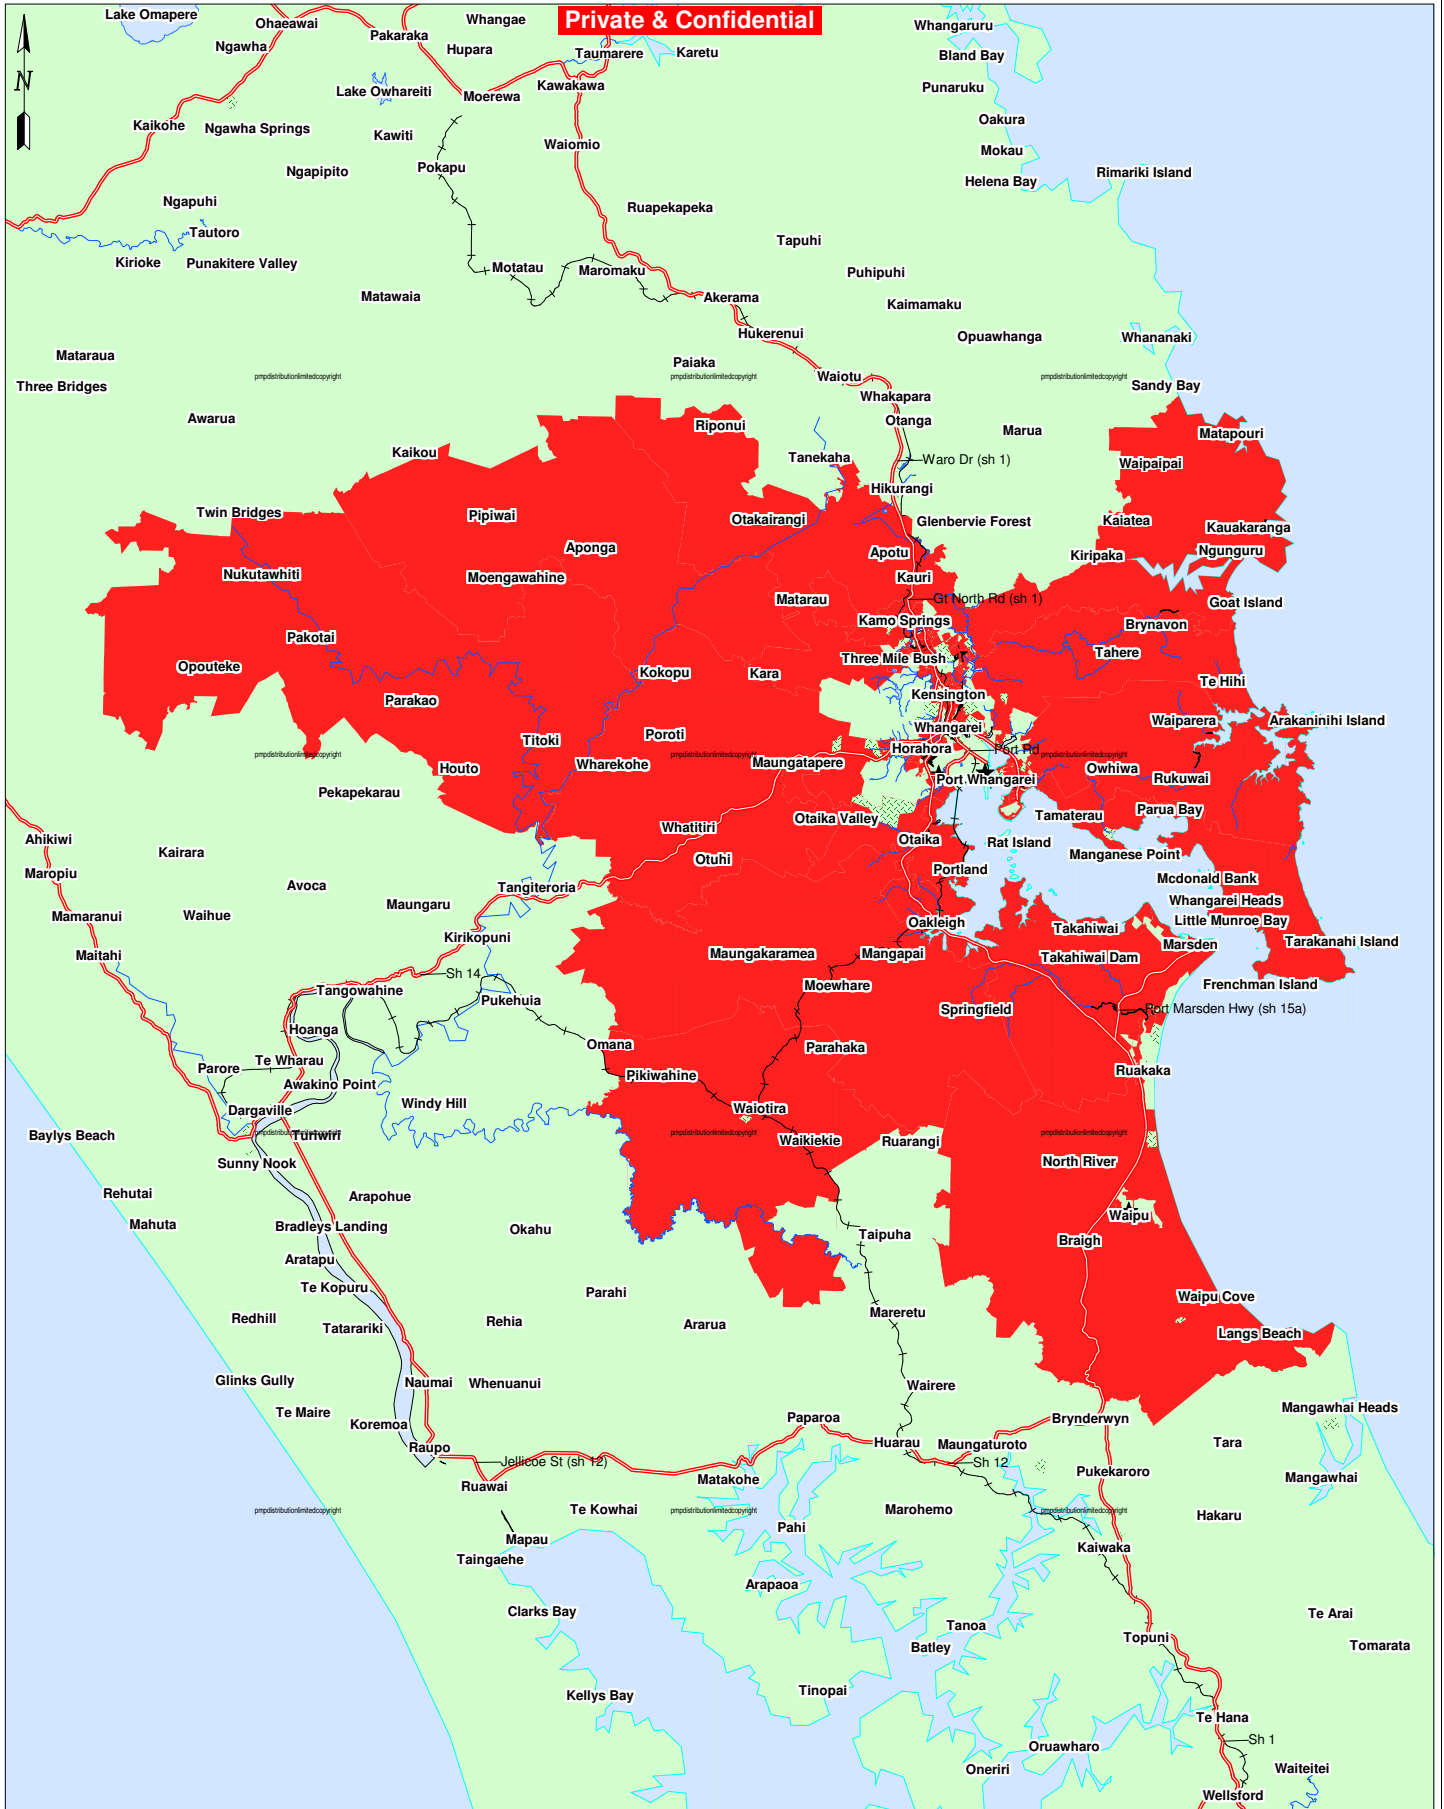 Private & Confidential
Lake Omapere
Ohaeawai
Whangae
Whangaruru
Pakaraka
Ngawha
Hupara
Taumarere
Karetu
Bland Bay
N
Lake Owhareiti
Moerewa
Kawakawa
Punaruku
Kaikohe
Ngawha Springs
Kawiti
Waiomio
Oakura
Mokau
Ngapipito
Pokapu
Helena Bay
Rimariki Island
Ngapuhi
Ruapekapeka
Tautoro
Tapuhi
Kirioke
Punakitere Valley
Motatau
Maromaku
Puhipuhi
Matawaia
Akerama
Kaimamaku
Hukerenui
Opuawhanga
Whananaki
Mataraua
Paiaka
Three Bridges
pmpdistributionlimitedcopyright
pmpdistributionlimitedcopyright
Waiotu
pmpdistributionlimitedcopyright
Sandy Bay
Whakapara
Awarua
Riponui
Otanga
Marua
Matapouri
Kaikou
Tanekaha
Waro Dr (sh 1)
Waipaipai
Hikurangi
Twin Bridges
Pipiwai
Otakairangi
Glenbervie Forest
Kaiatea
Kauakaranga
Aponga
Apotu
Kiripaka
Ngunguru
Nukutawhiti
Moengawahine
Kauri
Matarau
Gt North Rd (sh 1)
Goat Island
Pakotai
Kamo Springs
Brynavon
Opouteke
Three Mile Bush
Tahere
Kokopu
Kara
Te Hihi
Parakao
Kensington
Waiparera
Arakaninihi Island
Titoki
Poroti
Whangarei
Horahora
Port Rd
pmpdistributionlimitedcopyright
pmpdistributionlimitedcopyright
pmpdistributionlimitedcopyright
Houto
Wharekohe
Maungatapere
Owhiwa
Port Whangarei
Rukuwai
Pekapekarau
Otaika Valley
Tamaterau
Parua Bay
Whatitiri
Ahikiwi
Otaika
Rat Island
Kairara
Otuhi
Manganese Point
Maropiu
Avoca
Tangiteroria
Portland
Mcdonald Bank
Maungaru
Whangarei Heads
Mamaranui
Waihue
Oakleigh
Takahiwai
Little Munroe Bay
Kirikopuni
Marsden
Tarakanahi Island
Maitahi
Maungakaramea
Mangapai
Takahiwai Dam
Sh 14
Moewhare
Frenchman Island
Tangowahine
Pukehuia
Springfield
Port Marsden Hwy (sh 15a)
Hoanga
Omana
Parahaka
Te Wharau
Parore
Pikiwahine
Ruakaka
Awakino Point
Windy Hill
Dargaville
Waiotira
Baylys Beach
pmpdistributionlimitedcopyright
Turiwiri
pmpdistributionlimitedcopyright
Waikiekie
Ruarangi
pmpdistributionlimitedcopyright
Sunny Nook
North River
Rehutai
Arapohue
Mahuta
Bradleys Landing
Okahu
Waipu
Taipuha
Braigh
Aratapu
Te Kopuru
Parahi
Waipu Cove
Redhill
Tatarariki
Rehia
Ararua
Mareretu
Langs Beach
Glinks Gully
Naumai
Whenuanui
Wairere
Te Maire
Koremoa
Paparoa
Brynderwyn
Mangawhai Heads
Raupo
Huarau
Maungaturoto
Tara
Jellicoe St (sh 12)
Sh 12
Ruawai
Matakohe
Pukekaroro
Mangawhai
pmpdistributionlimitedcopyright
Te Kowhai
pmpdistributionlimitedcopyright
Marohemo
pmpdistributionlimitedcopyright
Hakaru
Pahi
Mapau
Kaiwaka
Taingaehe
Arapaoa
Clarks Bay
Te Arai
Tanoa
Topuni
Batley
Tomarata
Kellys Bay
Tinopai
Te Hana
Oruawharo
Sh 1
Oneriri
Waiteitei
Wellsford